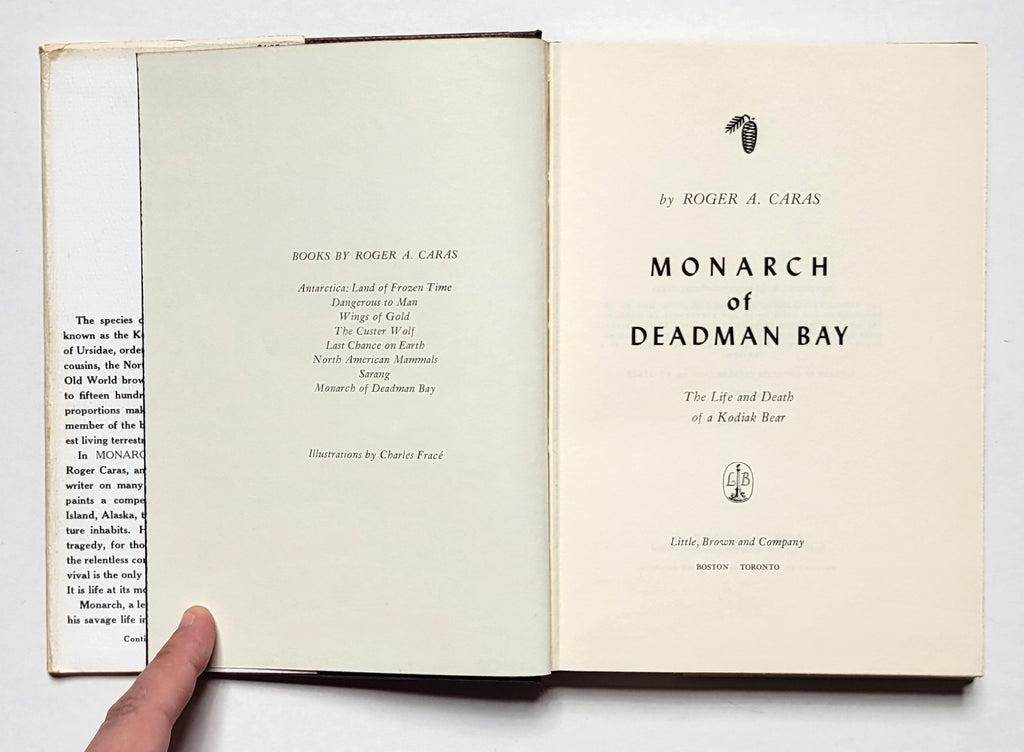 The species
known as the
of Ursidae, orde
cousins, the Nor
Old World brow
to fifteen hundr
proportions mak
member of the b
est living terrestr
In MONARC
Roger Caras, an
writer on many
paints a compe
Island, Alaska, t
ture inhabits. H
tragedy, for tho
the relentless co
vival is the only
It is life at its mo
Monarch, a le
his savage life in
Conti
BOOKS BY ROGER A. CARAS
Antarctica: Land of Frozen Time
Dangerous to Man
Wings of Gold
The Custer Wolf
Last Chance on Earth
North American Mammals
Sarang
Monarch of Deadman Bay
Illustrations by Charles Fracé
by ROGER A. CARAS
MONARCH
of
DEADMAN BAY
The Life and Death
of a Kodiak Bear
LB
Little, Brown and Company
BOSTON TORONTO